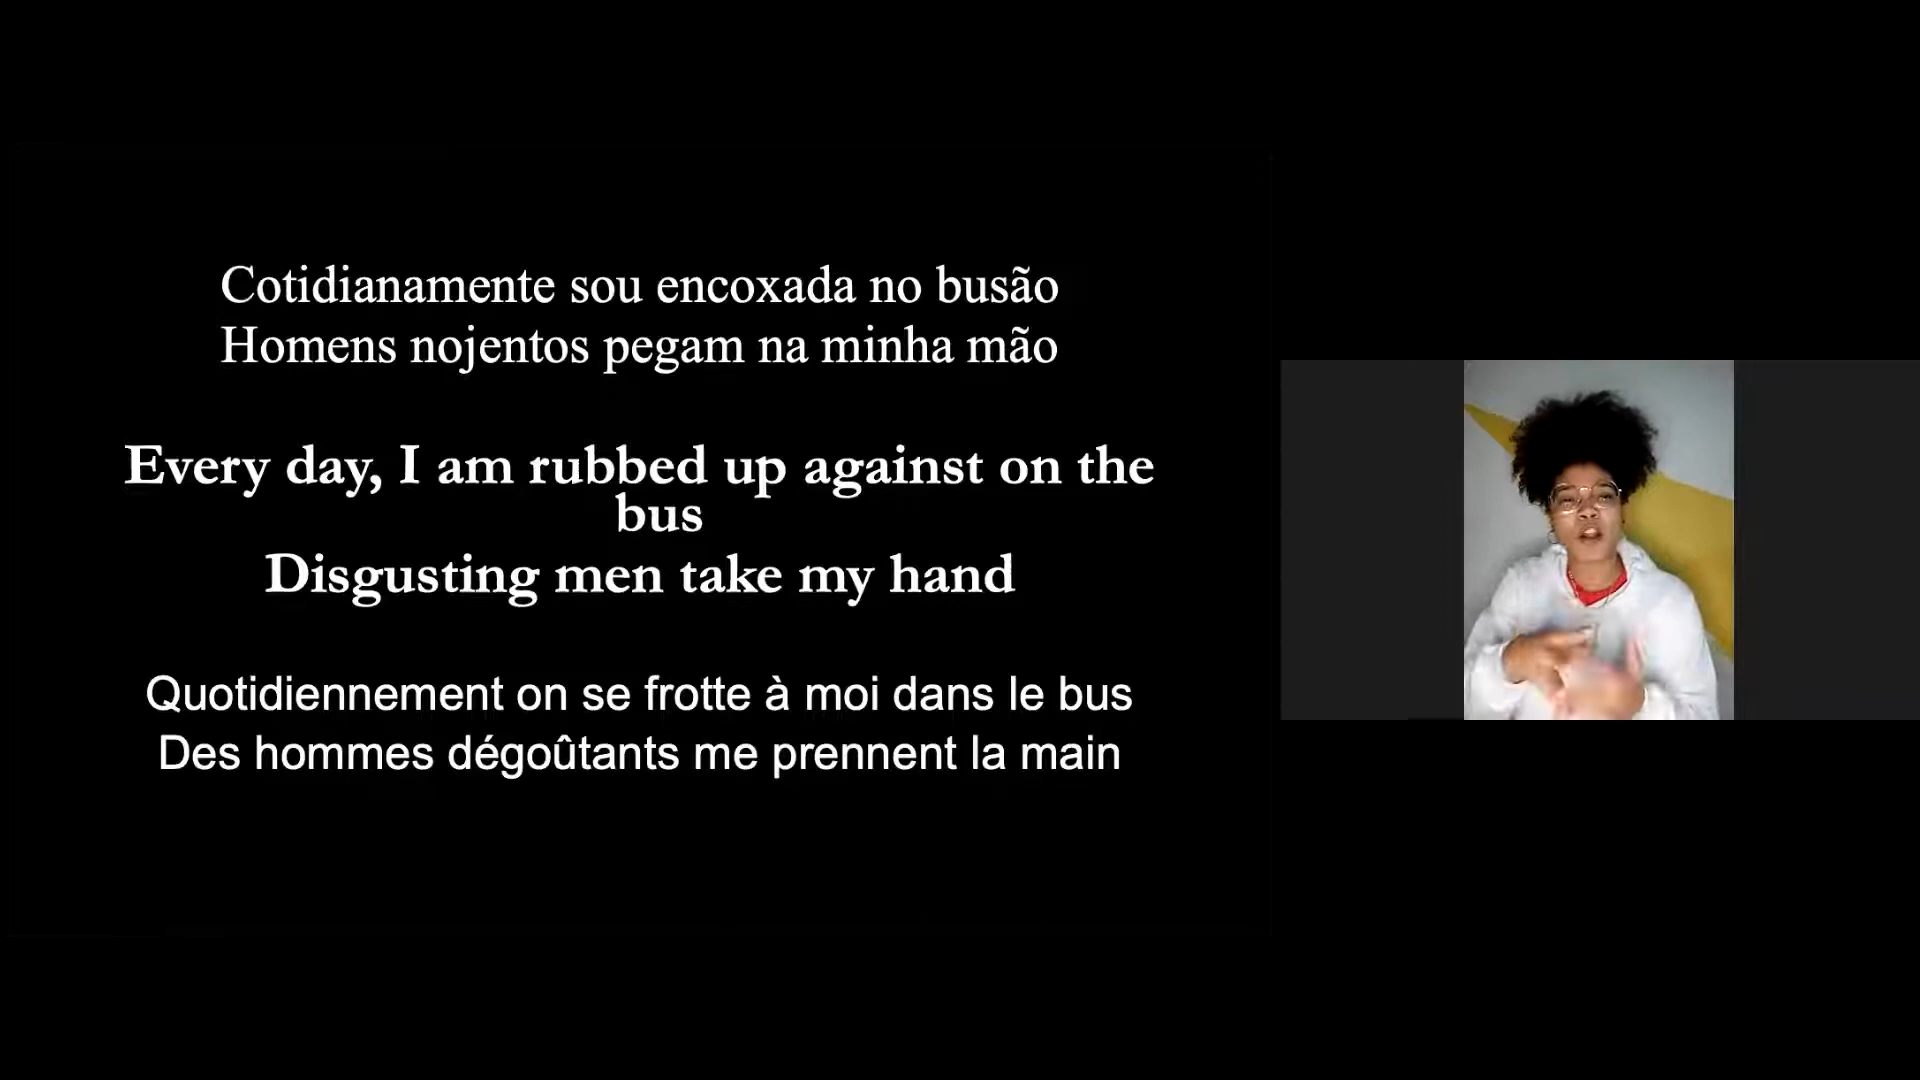 Cotidianamente sou encoxada no busão
Homens nojentos pegam na minha mão
Every day, I am rubbed up against on the
bus
Disgusting men take my hand
Quotidiennement on se frotte à moi dans le bus
Des hommes dégoûtants me prennent la main